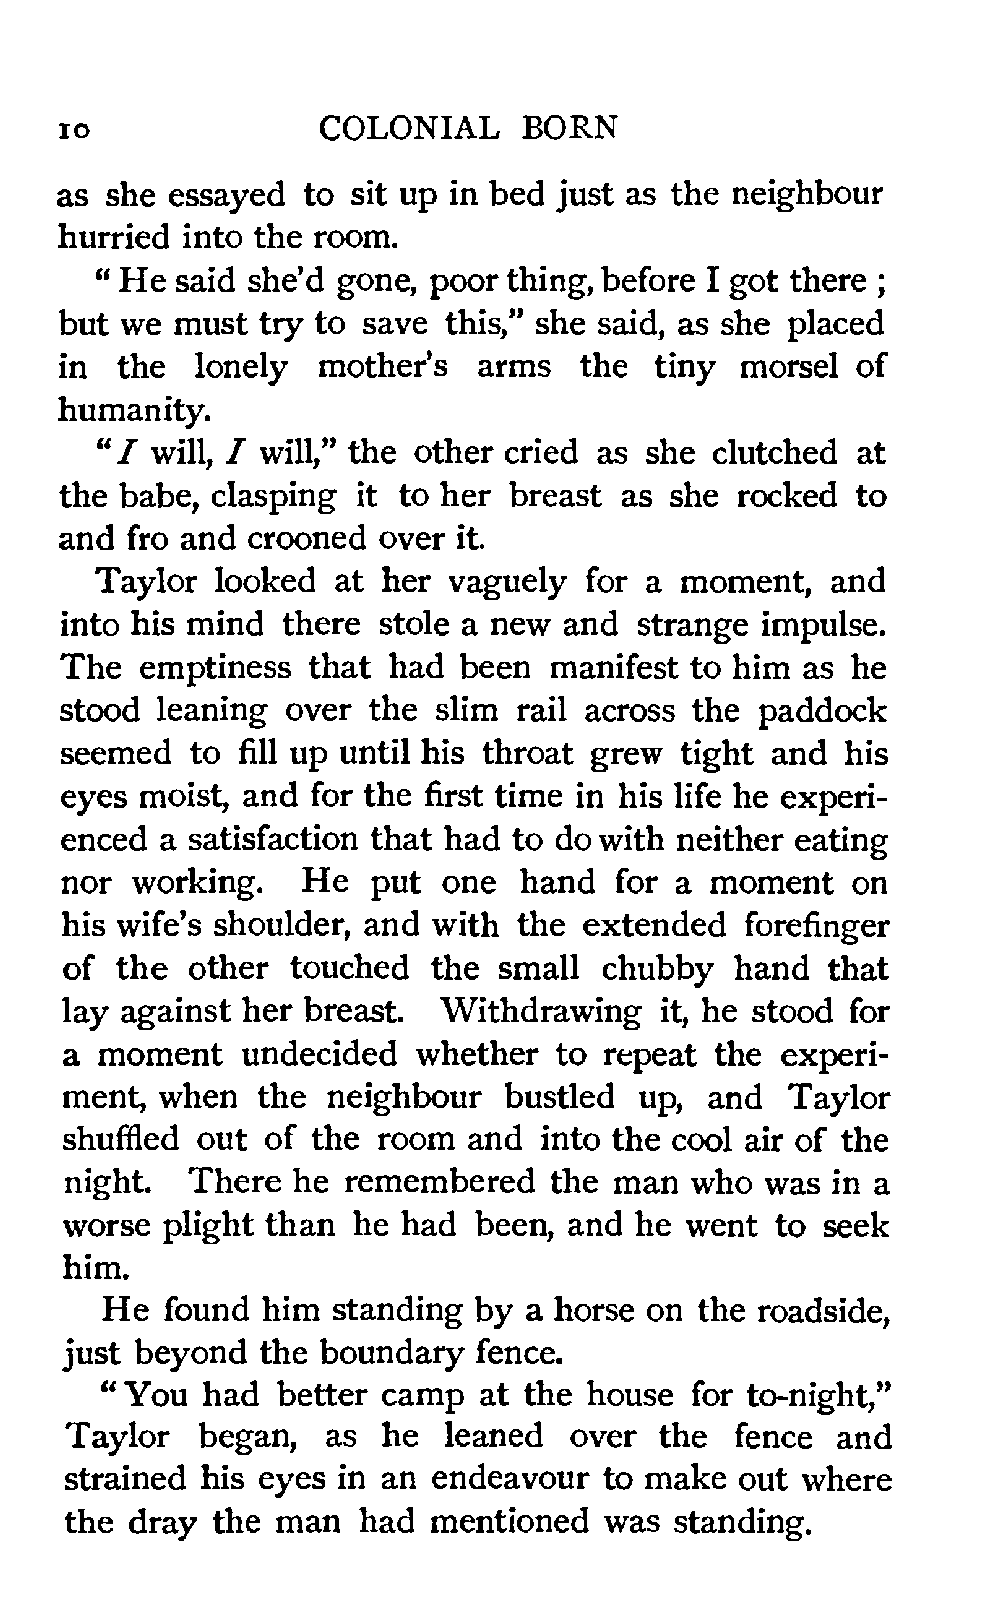 10 COLONIAL BORN
as she essayed to sit up in bed just as the neighbour
hurried into the room.
“ He said she’d gone, poor thing, before I got there ;
but we must try to save this,” she said, as she placed
in the lonely mother’s arms the tiny morsel of
humanity.
“I will, I will,” the other cried as she clutched at
the babe, clasping it to her breast as she rocked to
and fro and crooned over it.
Taylor looked at her vaguely for a moment, and
into his mind there stole a new and strange impulse.
The emptiness that had been manifest to him as he
stood leaning over the slim rail across the paddock
seemed to fill up until his throat grew tight and his
eyes moist, and for the first time in his life he experi-
enced a satisfaction that had to do with neither eating
nor working. He put one hand for a moment on
his wife’s shoulder, and with the extended forefinger
of the other touched the small chubby hand that
lay against her breast. Withdrawing it, he stood for
a moment undecided whether to repeat the experi-
ment, when the neighbour bustled up, and Taylor
shuffled out of the room and into the cool air of the
night. There he remembered the man who was in a
worse plight than he had been, and he went to seek
him.
He found him standing by a horse on the roadside,
just beyond the boundary fence.
“ You had better camp at the house for to-night,”
Taylor began, as he leaned over the fence and
strained his eyes in an endeavour to make out where
the dray the man had mentioned was standing.